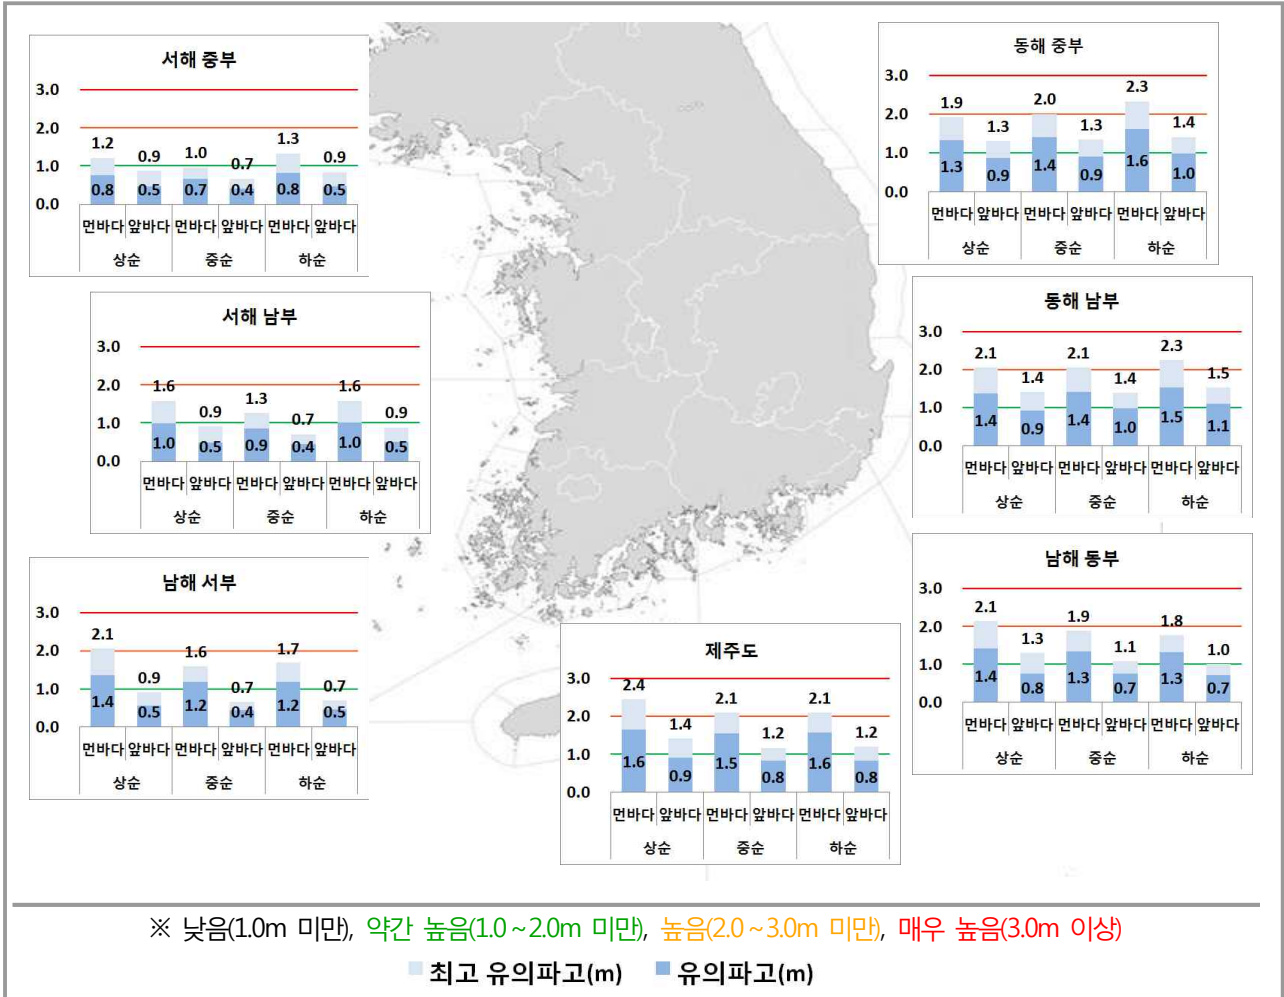 서해 중부
3.0
2.0
1.0
0.0
1.2 0.9 1.0 0.7 1.3 0.9
0.8 0.5 0.7 0.4 0.8 0.5
먼바다 앞바다 먼바다 앞바다 먼바다 앞바다
상순 중순 하순
동해 중부
3.0
2.0
1.0
0.0
1.9 1.3 2.0 1.3 2.3 1.4
1.3 0.9 1.4 0.9 1.6 1.0
먼바다 앞바다 먼바다 앞바다 먼바다 앞바다
상순 중순 하순
서해 남부
3.0
2.0
1.0
0.0
1.6 0.9 1.3 0.7 1.6 0.9
1.0 0.5 0.9 0.4 1.0 0.5
먼바다 앞바다 먼바다 앞바다 먼바다 앞바다
상순 중순 하순
동해 남부
3.0
2.0
1.0
0.0
2.1 1.4 2.1 1.4 2.3 1.5
1.4 0.9 1.4 1.0 1.5 1.1
먼바다 앞바다 먼바다 앞바다 먼바다 앞바다
상순 중순 하순
남해 서부
3.0
2.0
1.0
0.0
2.1 0.9 1.6 0.7 1.7 0.7
1.4 0.5 1.2 0.4 1.2 0.5
먼바다 앞바다 먼바다 앞바다 먼바다 앞바다
상순 중순 하순
남해 동부
3.0
2.0
1.0
0.0
2.1 1.3 1.9 1.1 1.8 1.0
1.4 0.8 1.3 0.7 1.3 0.7
먼바다 앞바다 먼바다 앞바다 먼바다 앞바다
상순 중순 하순
제주도
3.0
2.0
1.0
0.0
2.4 1.4 2.1 1.2 2.1 1.2
1.6 0.9 1.5 0.8 1.6 0.8
먼바다 앞바다 먼바다 앞바다 먼바다 앞바다
상순 중순 하순
※ 낮음(1.0m 미만), 약간 높음(1.0~2.0m 미만), 높음(2.0~3.0m 미만), 매우 높음(3.0m 이상)
최고 유의파고(m) 유의파고(m)